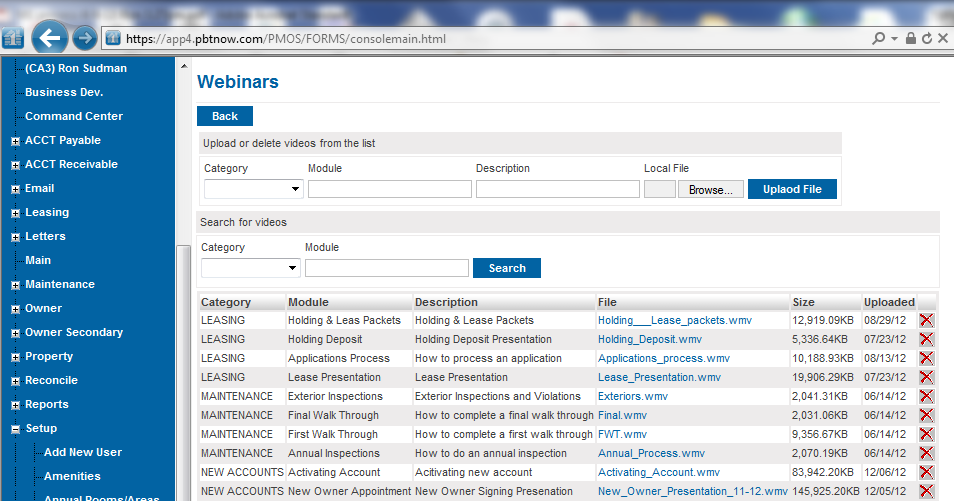 https://app4.pbtnow.com/PMOS/FORMS/consolemain.html
(CA3) Ron Sudman
Business Dev.
Command Center
ACCT Payable
ACCT Receivable
Email
Leasing
Letters
Main
Maintenance
Owner
Owner Secondary
Property
Reconcile
Reports
Setup
Add New User
Amenities
Annual Rooms/Areas
Webinars
Back
Upload or delete videos from the list
Category Module Description Local File
Browse... Uplaod File
Search for videos
Category Module
Search
Category Module Description File Size Uploaded
LEASING Holding & Leas Packets Holding & Lease Packets Holding___Lease_packets.wmv 12,919.09KB 08/29/12
LEASING Holding Deposit Holding Deposit Presentation Holding_Deposit.wmv 5,336.64KB 07/23/12
LEASING Applications Process How to process an application Applications_process.wmv 10,188.93KB 08/13/12
LEASING Lease Presentation Lease Presentation Lease_Presentation.wmv 19,906.29KB 07/23/12
MAINTENANCE Exterior Inspections Exterior Inspections and Violations Exteriors.wmv 2,041.31KB 06/14/12
MAINTENANCE Final Walk Through How to complete a final walk through Final.wmv 2,031.06KB 06/14/12
MAINTENANCE First Walk Through How to complete a first walk through FWT.wmv 9,356.67KB 06/14/12
MAINTENANCE Annual Inspections How to do an annual inspection Annual_Process.wmv 2,070.19KB 06/14/12
NEW ACCOUNTS Activating Account Acitivating new account Activating_Account.wmv 83,942.20KB 12/06/12
NEW ACCOUNTS New Owner Appointment New Owner Signing Presenation New_Owner_Presentation_11-12.wmv 145,925.20KB 12/05/12